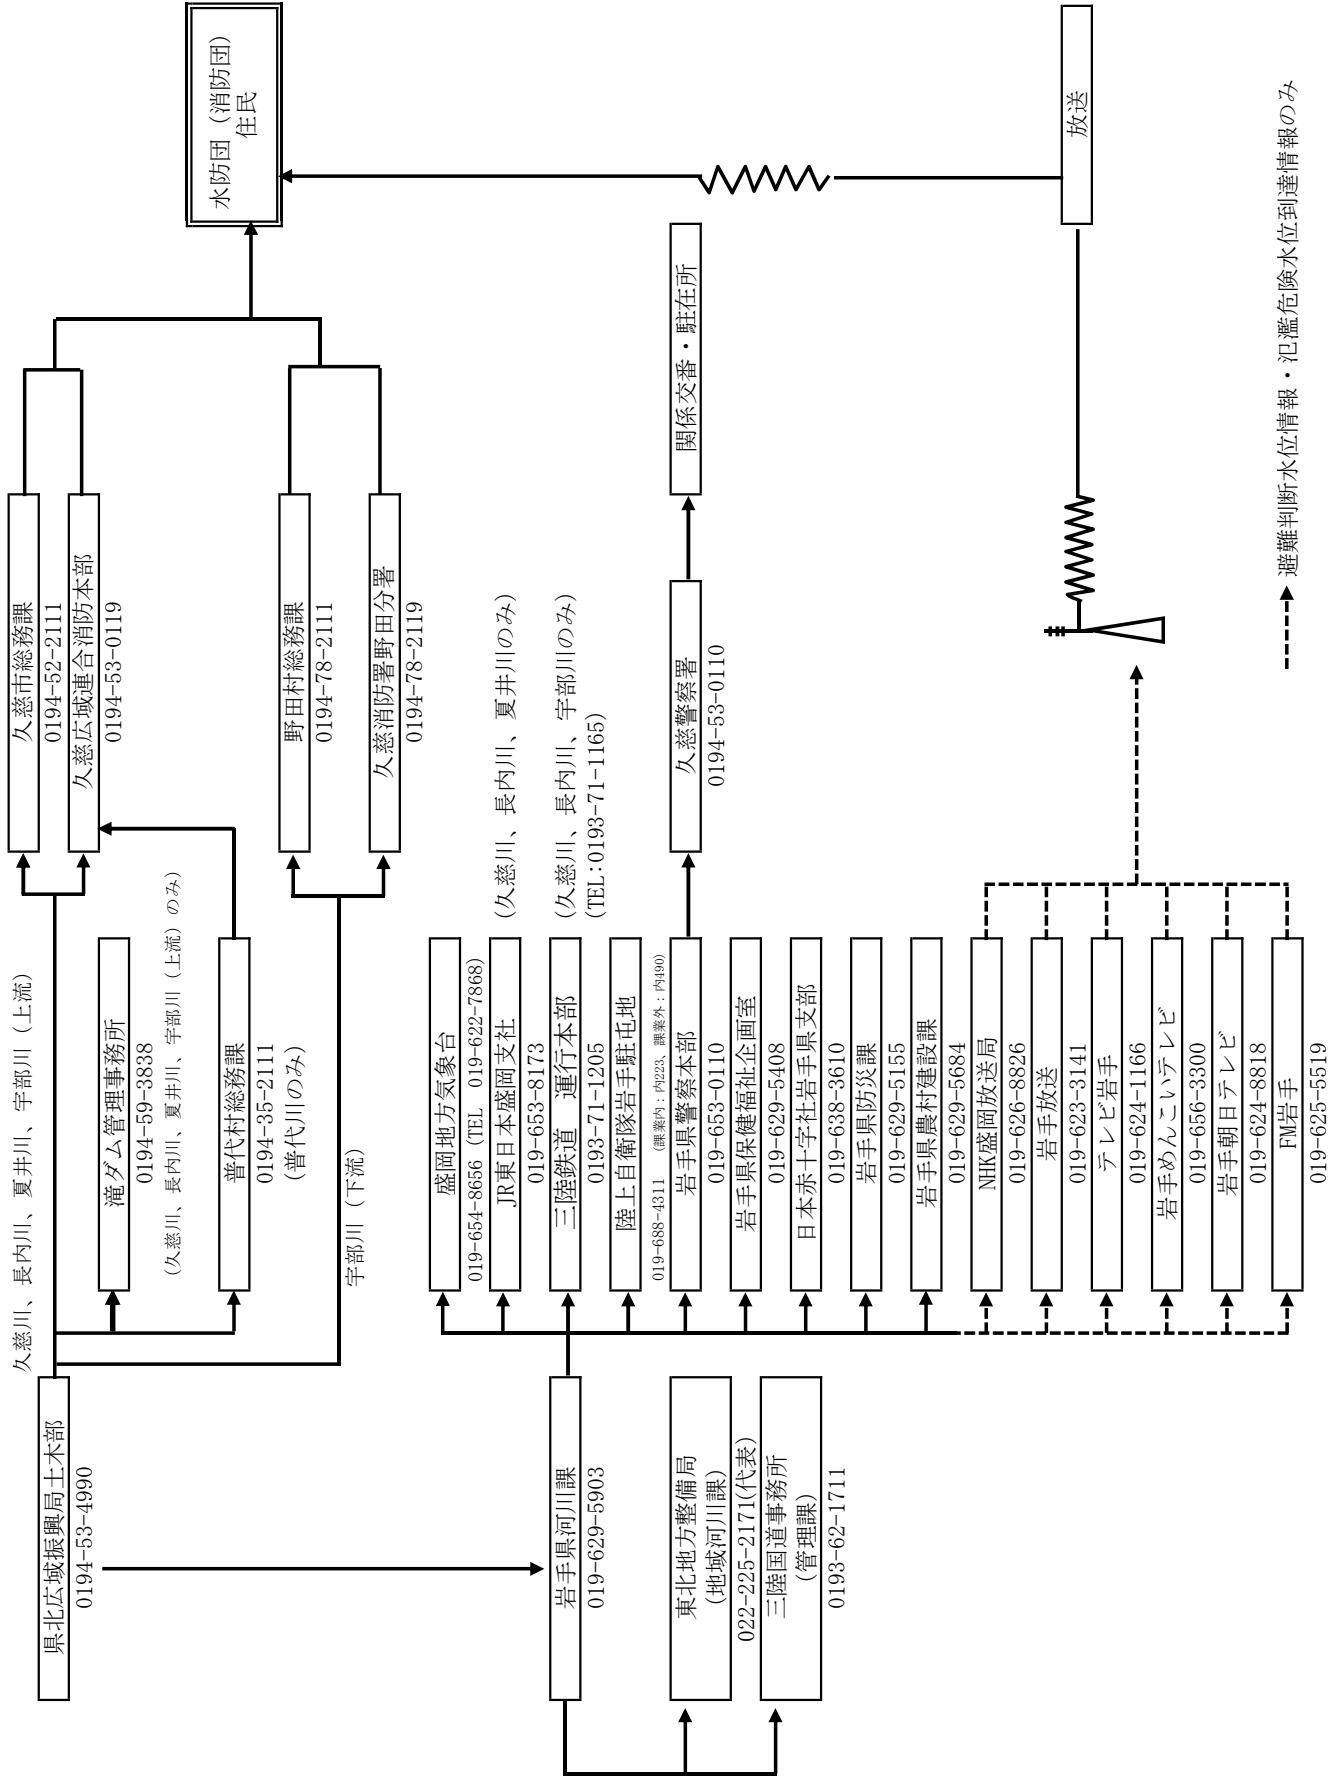 県北広域振興局土木部
0194-53-4990
久慈川、長内川、夏井川、宇部川（上流）
久慈市総務課
0194-52-2111
久慈広域連合消防本部
0194-53-0119
滝ダム管理事務所
0194-59-3838
（久慈川、長内川、夏井川、宇部川（上流）のみ）
普代村総務課
0194-35-2111
(普代川のみ)
宇部川（下流）
野田村総務課
0194-78-2111
久慈消防署野田分署
0194-78-2119
水防団（消防団）
住民
岩手県河川課
019-629-5903
東北地方整備局
(地域河川課)
022-225-2171(代表)
三陸国道事務所
(管理課)
0193-62-1711
盛岡地方気象台
019-654-8656（TEL 019-622-7868）
JR東日本盛岡支社
019-653-8173
(久慈川、長内川、夏井川のみ)
三陸鉄道　運行本部
0193-71-1205
(久慈川、長内川、宇部川のみ)
(TEL:0193-71-1165)
陸上自衛隊岩手駐屯地
019-688-4311 （課業内：内223、課業外：内490）
岩手県警察本部
019-653-0110
久慈警察署
0194-53-0110
関係交番・駐在所
岩手県保健福祉企画室
019-629-5408
日本赤十字社岩手県支部
019-638-3610
岩手県防災課
019-629-5155
岩手県農村建設課
019-629-5684
NHK盛岡放送局
019-626-8826
岩手放送
019-623-3141
テレビ岩手
019-624-1166
岩手めんこいテレビ
019-656-3300
岩手朝日テレビ
019-624-8818
FM岩手
019-625-5519
放送
避難判断水位情報・氾濫危険水位到達情報のみ